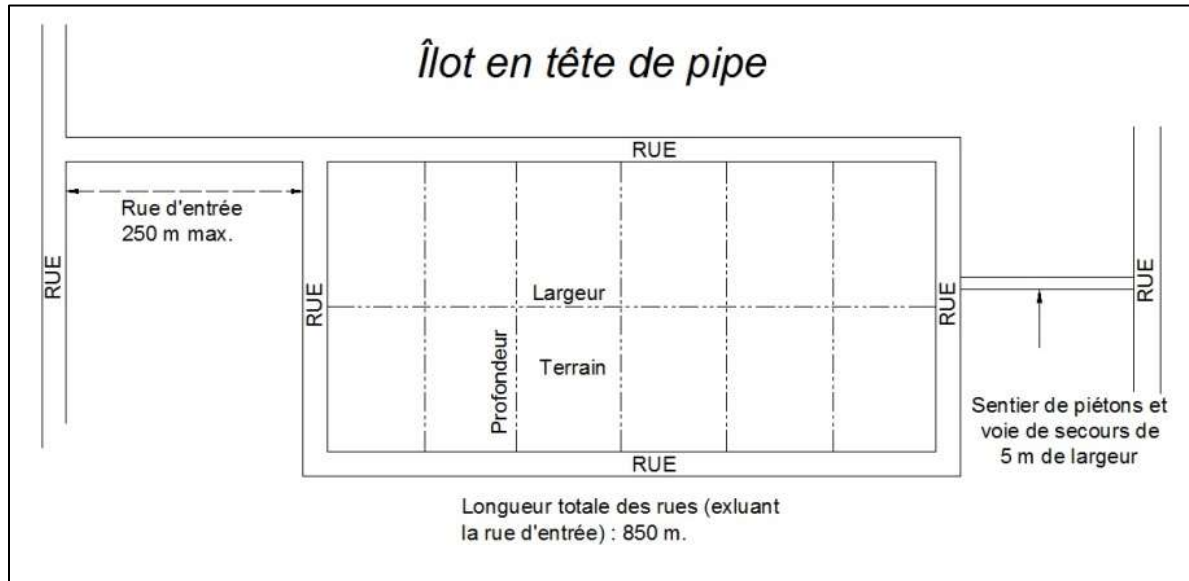 Îlot en tête de pipe
RUE
Rue d'entrée
250 m max.
RUE
RUE
Largeur
Profondeur
Terrain
RUE
RUE
Sentier de piétons et
voie de secours de
5 m de largeur
RUE
Longueur totale des rues (exluant
la rue d'entrée) : 850 m.